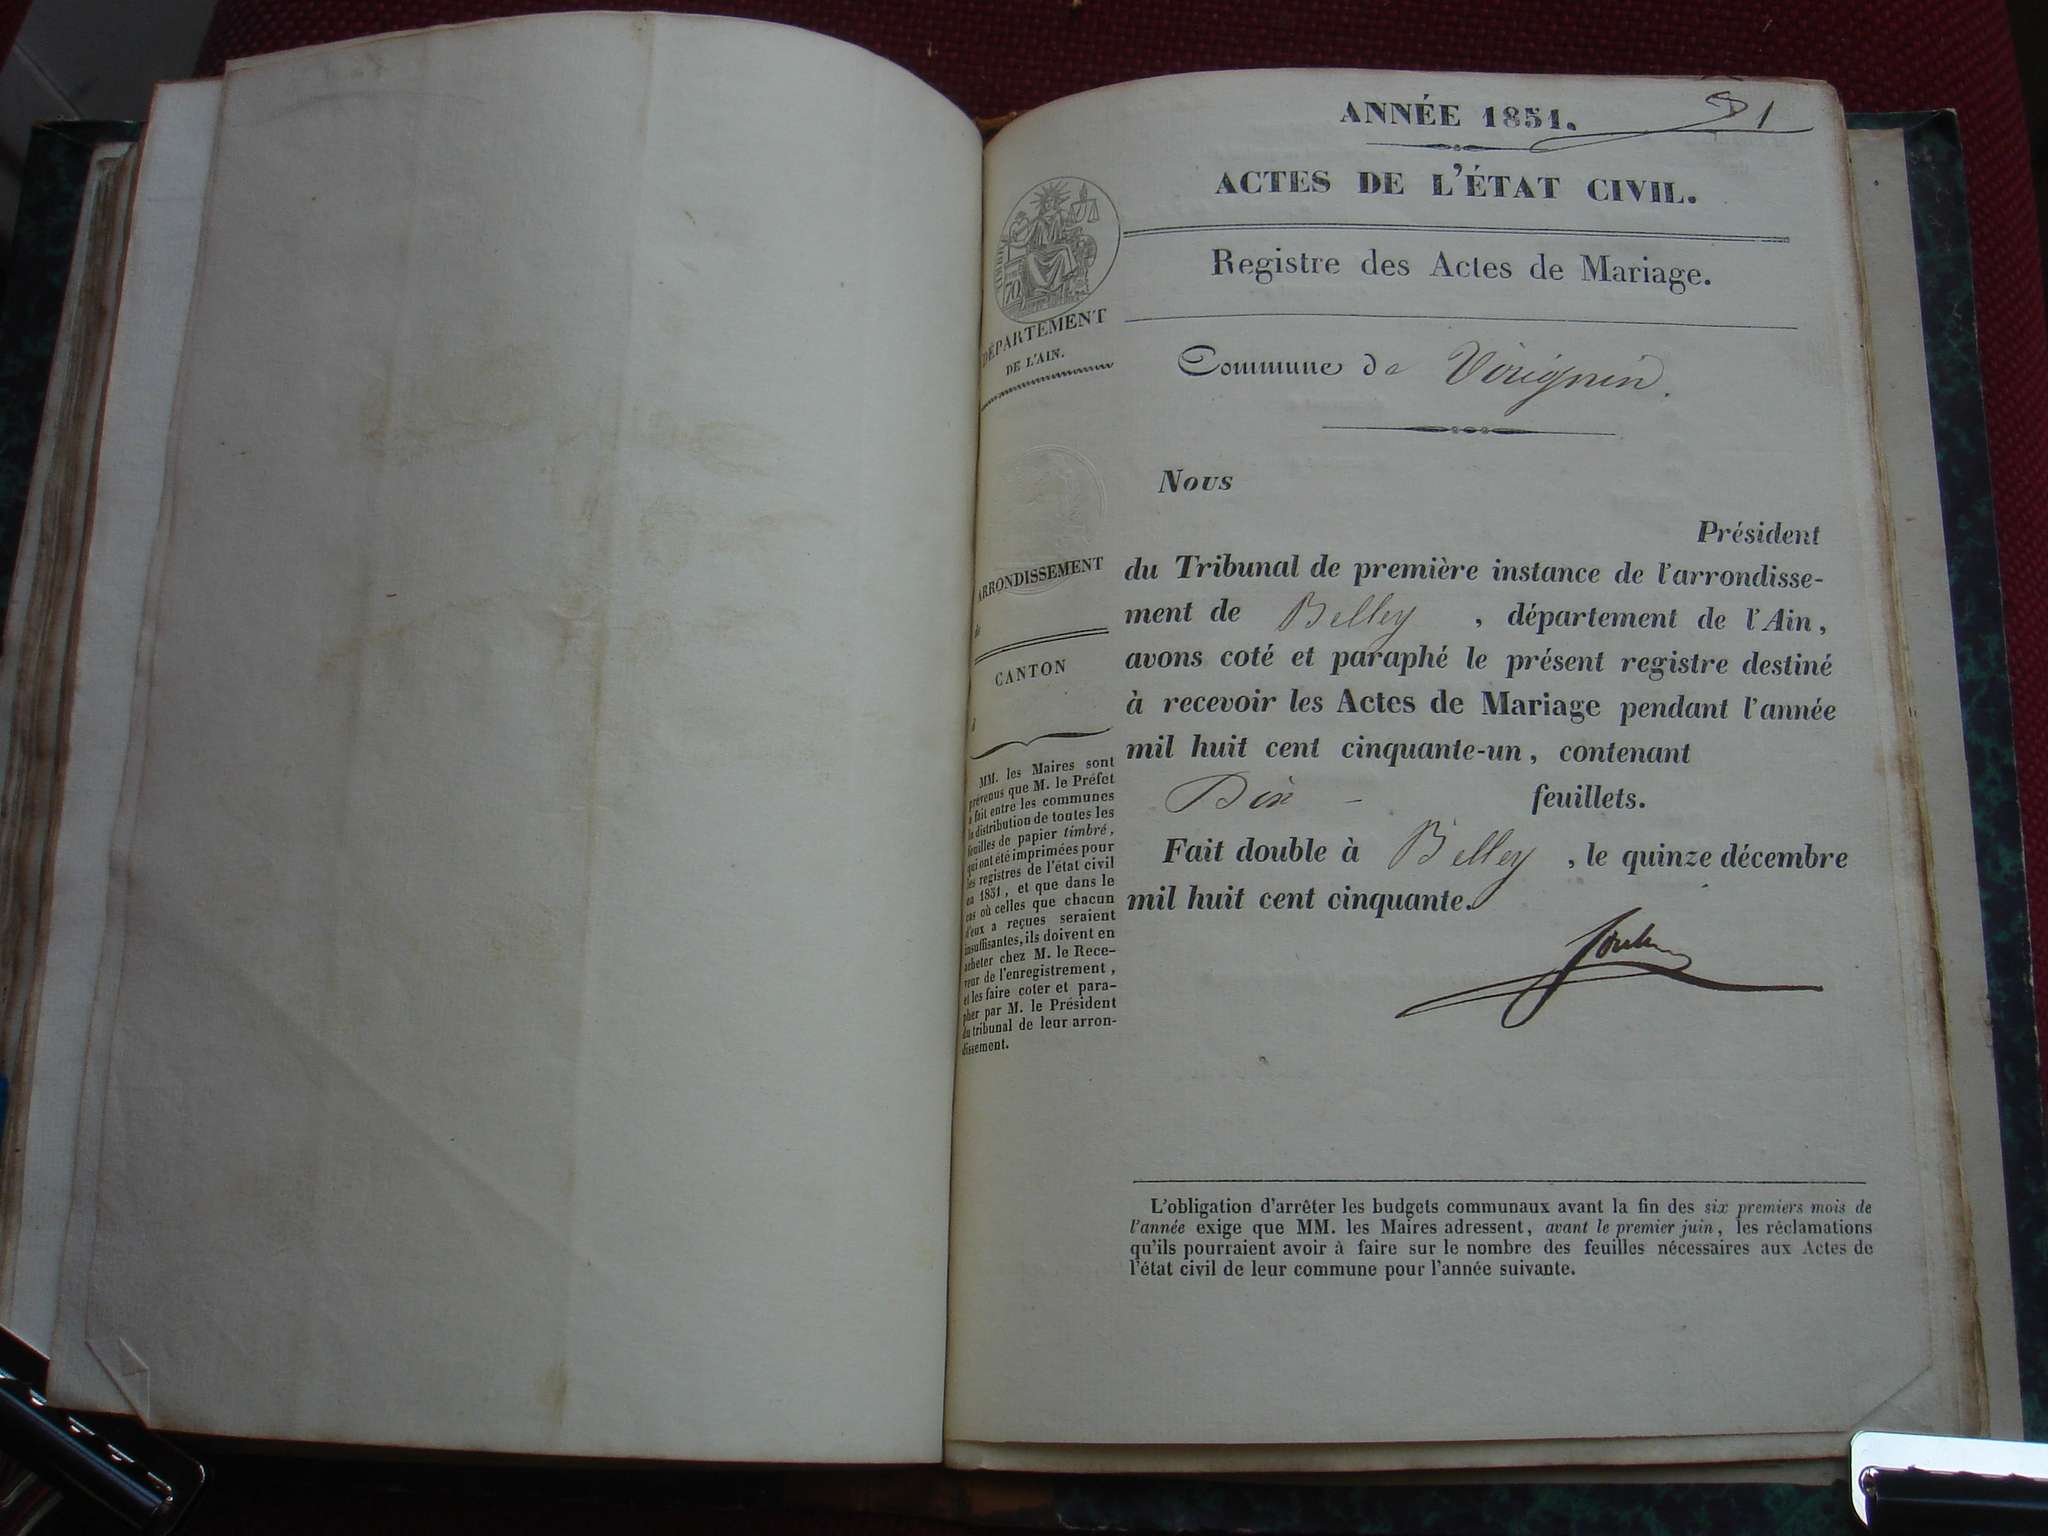 ANNÉE 1851.
1
ACTES DE L'ÉTAT CIVIL.
Registre des Actes de Mariage.
70
DÉPARTEMENT
DE L'AIN.
ARRONDISSEMENT
de
CANTON
d
MM. les Maires sont
prévenus que M. le Préfet
a fait entre les communes
la distribution de toutes les
feuilles de papier timbré,
qui ont été imprimées pour
les registres de l'état civil
en 1851, et que dans le
cas où celles que chacun
d'eux a reçues seraient
insuffisantes, ils doivent en
acheter chez M. le Rece-
veur de l'enregistrement,
et les faire coter et para-
pher par M. le Président
du tribunal de leur arron-
dissement.
Commune de Virignin.
Nous
Président
du Tribunal de première instance de l'arrondisse-
ment de Belley, département de l'Ain,
avons coté et paraphé le présent registre destiné
à recevoir les Actes de Mariage pendant l'année
mil huit cent cinquante-un, contenant
Dix - feuillets.
Fait double à Belley, le quinze décembre
mil huit cent cinquante.
L'obligation d'arrêter les budgets communaux avant la fin des six premiers mois de
l'année exige que MM. les Maires adressent, avant le premier juin, les réclamations
qu'ils pourraient avoir à faire sur le nombre des feuilles nécessaires aux Actes de
l'état civil de leur commune pour l'année suivante.